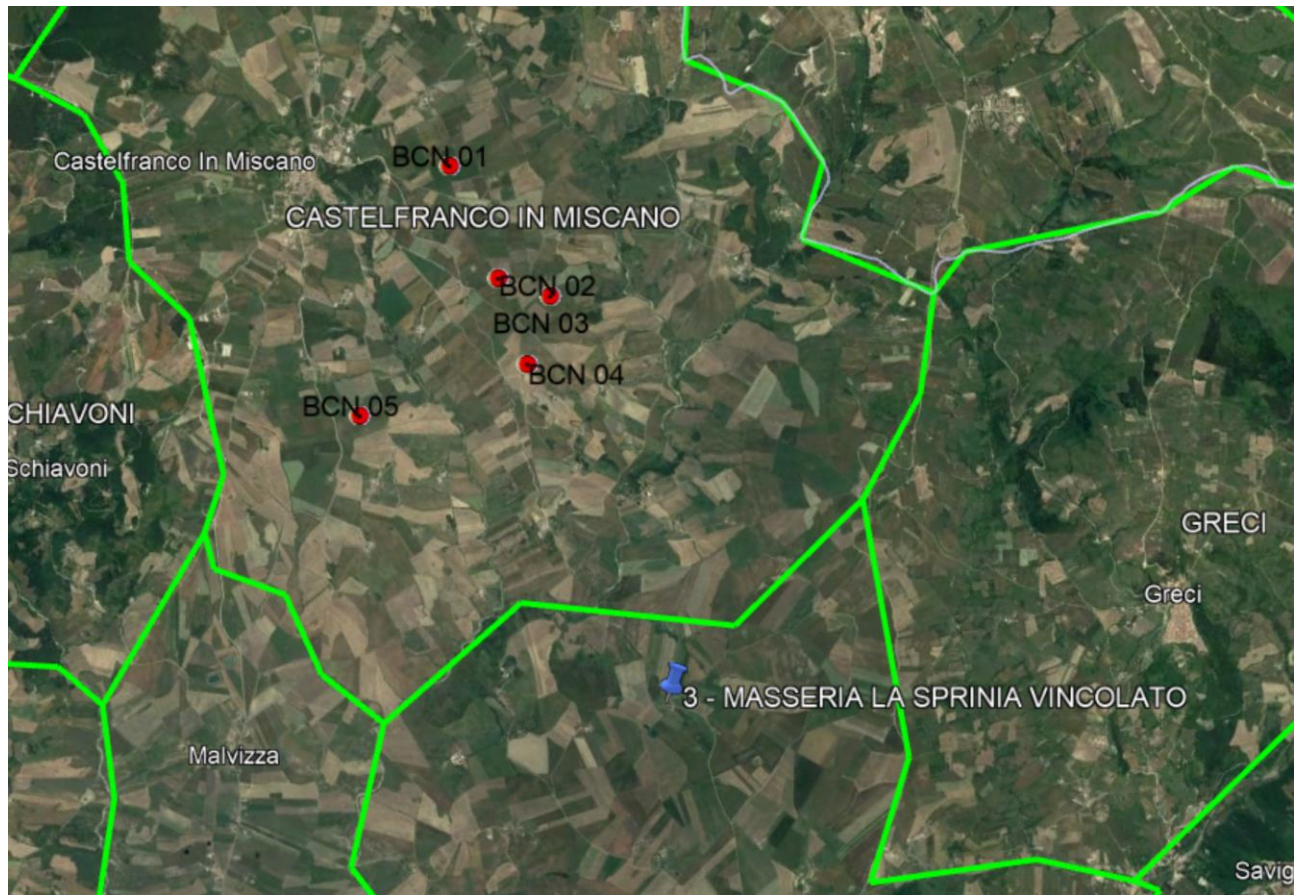 Castelfranco In Miscano
BCN 01
CASTELFRANCO IN MISCANO
BCN 02
BCN 03
BCN 04
BCN 05
CHIAVONI
Schiavoni
GRECI
Greci
3 - MASSERIA LA SPRINIA VINCOLATO
Malvizza
Savig